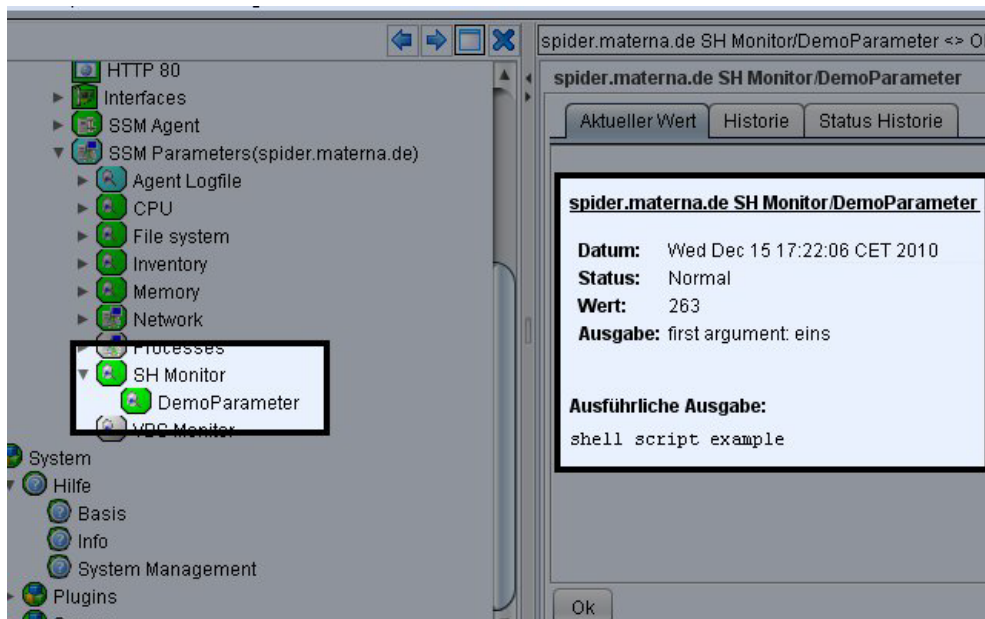 HTTP 80
Interfaces
SSM Agent
SSM Parameters(spider.materna.de)
Agent Logfile
CPU
File system
Inventory
Memory
Network
Processes
SH Monitor
DemoParameter
VBS Monitor
System
Hilfe
Basis
Info
System Management
Plugins
spider.materna.de SH Monitor/DemoParameter <>
spider.materna.de SH Monitor/DemoParameter
Aktueller Wert Historie Status Historie
spider.materna.de SH Monitor/DemoParameter
Datum: Wed Dec 15 17:22:06 CET 2010
Status: Normal
Wert: 263
Ausgabe: first argument: eins
Ausführliche Ausgabe:
shell script example
Ok